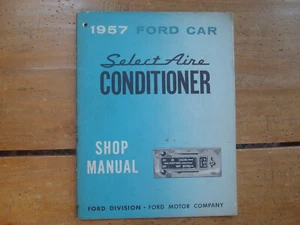 1957 FORD CAR
Select Aire
CONDITIONER
SHOP
MANUAL
FORD DIVISION · FORD MOTOR COMPANY